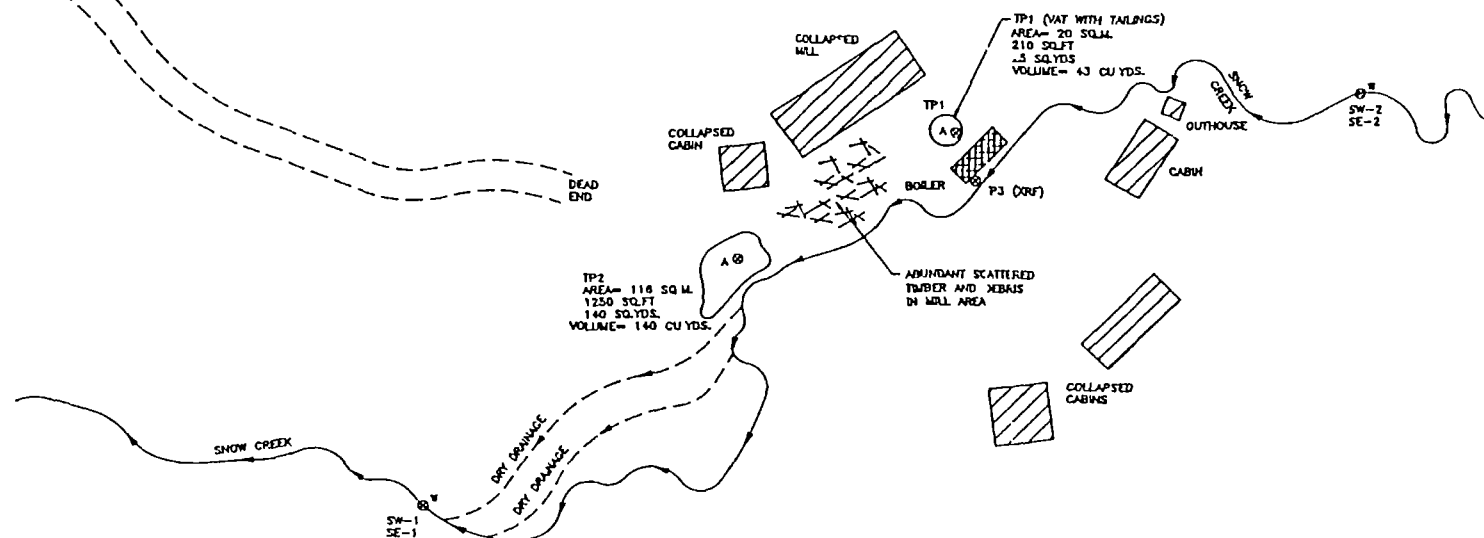 TP1 (VAT WITH TAILINGS)
AREA= 20 SQ.M.
210 SQ.FT
SQ.YDS
VOLUME= 43 CU YDS.
COLLAPSED
MILL
TP1
A
SNOW
CREEK
W
SW-2
SE-2
OUTHOUSE
CABIN
COLLAPSED
CABIN
BOILER
P3 (XRF)
DEAD
END
A
TP2
AREA= 116 SQ M.
1250 SQ.FT
140 SQ.YDS.
VOLUME= 140 CU YDS.
ABUNDANT SCATTERED
TIMBER AND DEBRIS
IN MILL AREA
COLLAPSED
CABINS
DRY DRAINAGE
DRY DRAINAGE
SNOW CREEK
W
SW-1
SE-1